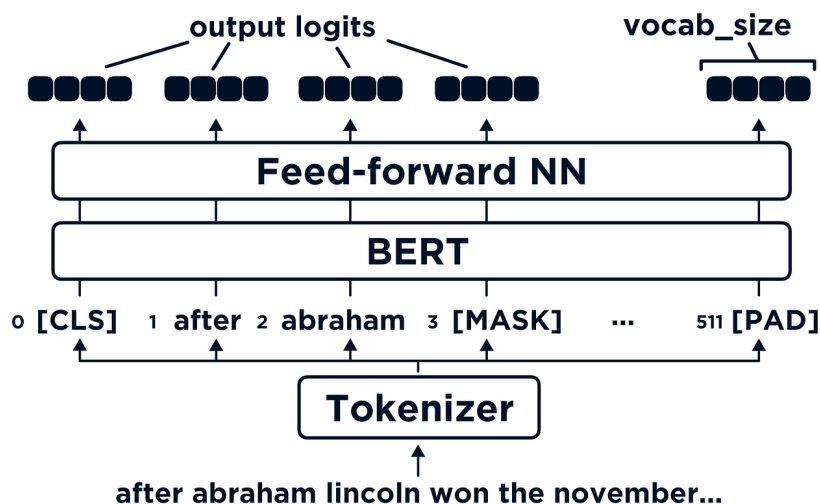 output logits
vocab_size
Feed-forward NN
BERT
0 [CLS] 1 after 2 abraham 3 [MASK] ... 511 [PAD]
Tokenizer
after abraham lincoln won the november...